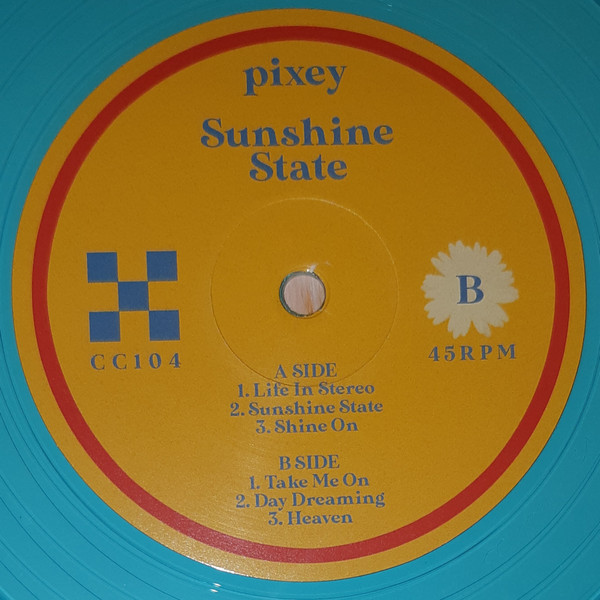 pixey
Sunshine
State
B
CC104
45RPM
A SIDE
1. Life In Stereo
2. Sunshine State
3. Shine On
B SIDE
1. Take Me On
2. Day Dreaming
3. Heaven